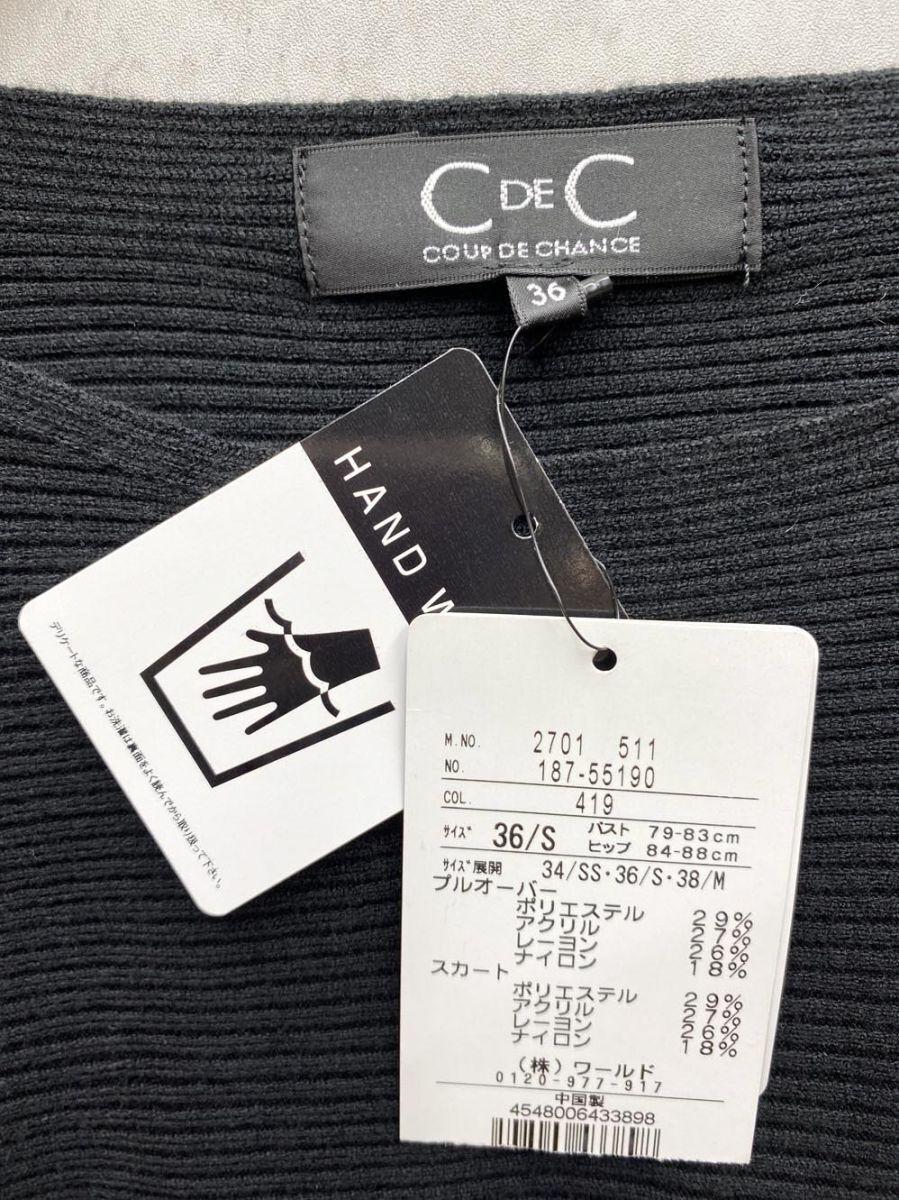 C DE C
COUP DE CHANCE
36
HAND W
デリケートな商品です。お洗濯は裏面をよく読んでから取り扱って下さい。
M.NO. 2701 511
NO. 187-55190
COL. 419
ｻｲｽﾞ 36/S バスト 79-83cm
ヒップ 84-88cm
ｻｲｽﾞ展開 34/SS・36/S・38/M
プルオーバー
ポリエステル 29%
アクリル 27%
レーヨン 26%
ナイロン 18%
スカート
ポリエステル 29%
アクリル 27%
レーヨン 26%
ナイロン 18%
(株)ワールド
0120-977-917
中国製
4548006433898